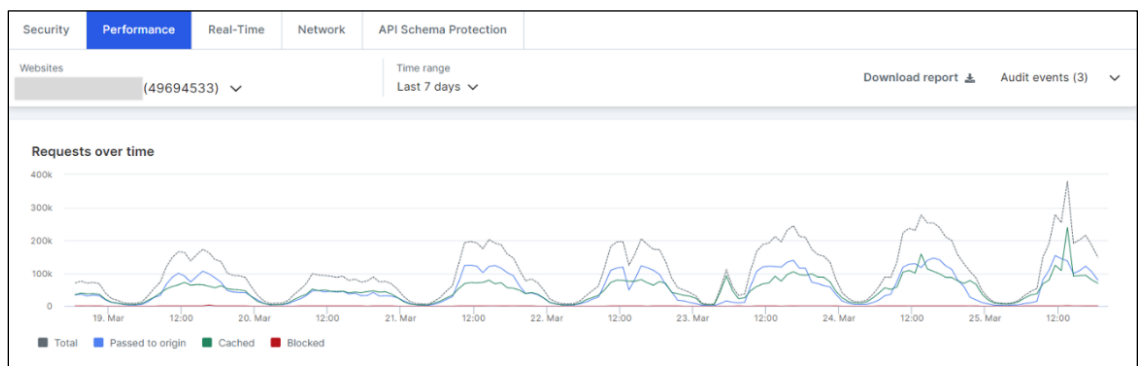 Security Performance Real-Time Network API Schema Protection
Websites Time range
(49694533) Last 7 days Download report Audit events (3)
Requests over time
400k
300k
200k
100k
0
19. Mar 12:00 20. Mar 12:00 21. Mar 12:00 22. Mar 12:00 23. Mar 12:00 24. Mar 12:00 25. Mar 12:00
Total Passed to origin Cached Blocked